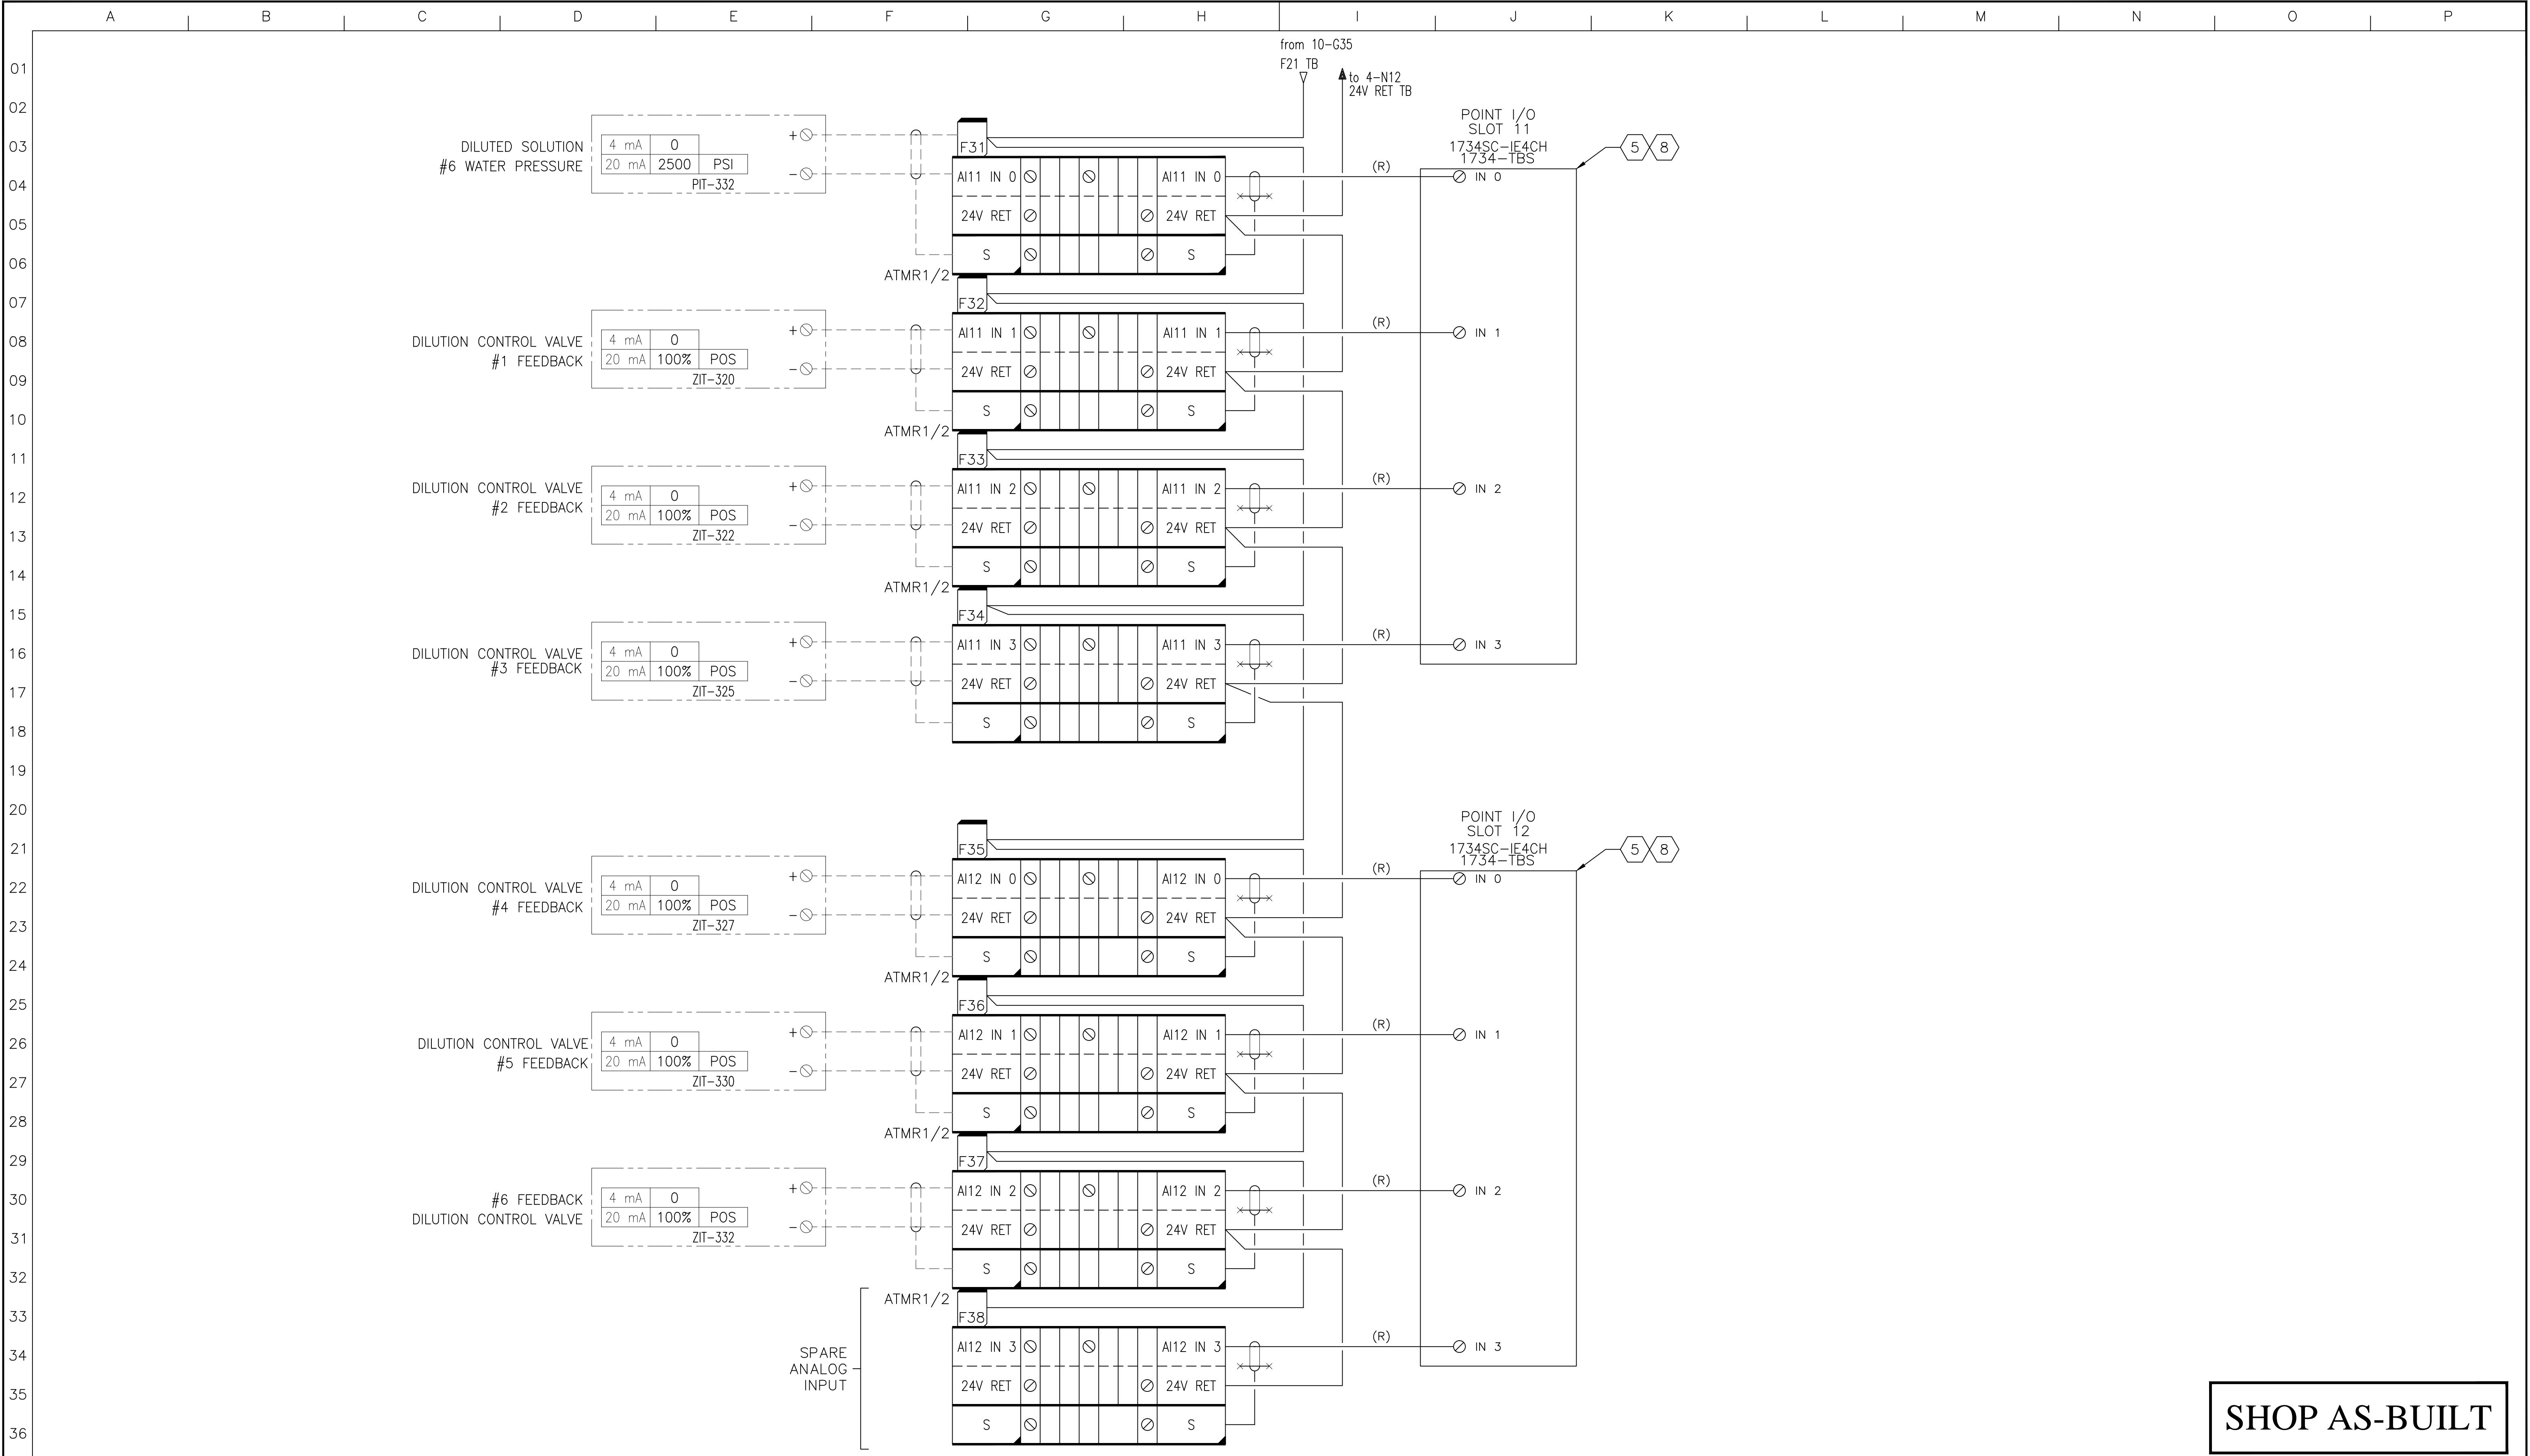 A B C D E F G H I J K L M N O P
from 10-G35
F21 TB
to 4-N12
24V RET TB
01
02
03
04
05
06
07
08
09
10
11
12
13
14
15
16
17
18
19
20
21
22
23
24
25
26
27
28
29
30
31
32
33
34
35
36
DILUTED SOLUTION
#6 WATER PRESSURE
4 mA 0
20 mA 2500 PSI
PIT-332
+
-
F31
AI11 IN 0 AI11 IN 0
24V RET 24V RET
S S
(R)
POINT I/O
SLOT 11
1734SC-IE4CH
1734-TBS
5 8
IN 0
ATMR1/2
F32
DILUTION CONTROL VALVE
#1 FEEDBACK
4 mA 0
20 mA 100% POS
ZIT-320
+
-
AI11 IN 1 AI11 IN 1
24V RET 24V RET
S S
(R)
IN 1
ATMR1/2
F33
DILUTION CONTROL VALVE
#2 FEEDBACK
4 mA 0
20 mA 100% POS
ZIT-322
+
-
AI11 IN 2 AI11 IN 2
24V RET 24V RET
S S
(R)
IN 2
ATMR1/2
F34
DILUTION CONTROL VALVE
#3 FEEDBACK
4 mA 0
20 mA 100% POS
ZIT-325
+
-
AI11 IN 3 AI11 IN 3
24V RET 24V RET
S S
(R)
IN 3
F35
DILUTION CONTROL VALVE
#4 FEEDBACK
4 mA 0
20 mA 100% POS
ZIT-327
+
-
AI12 IN 0 AI12 IN 0
24V RET 24V RET
S S
(R)
POINT I/O
SLOT 12
1734SC-IE4CH
1734-TBS
5 8
IN 0
ATMR1/2
F36
DILUTION CONTROL VALVE
#5 FEEDBACK
4 mA 0
20 mA 100% POS
ZIT-330
+
-
AI12 IN 1 AI12 IN 1
24V RET 24V RET
S S
(R)
IN 1
ATMR1/2
F37
#6 FEEDBACK
DILUTION CONTROL VALVE
4 mA 0
20 mA 100% POS
ZIT-332
+
-
AI12 IN 2 AI12 IN 2
24V RET 24V RET
S S
(R)
IN 2
ATMR1/2
F38
SPARE
ANALOG
INPUT
AI12 IN 3 AI12 IN 3
24V RET 24V RET
S S
(R)
IN 3
SHOP AS-BUILT